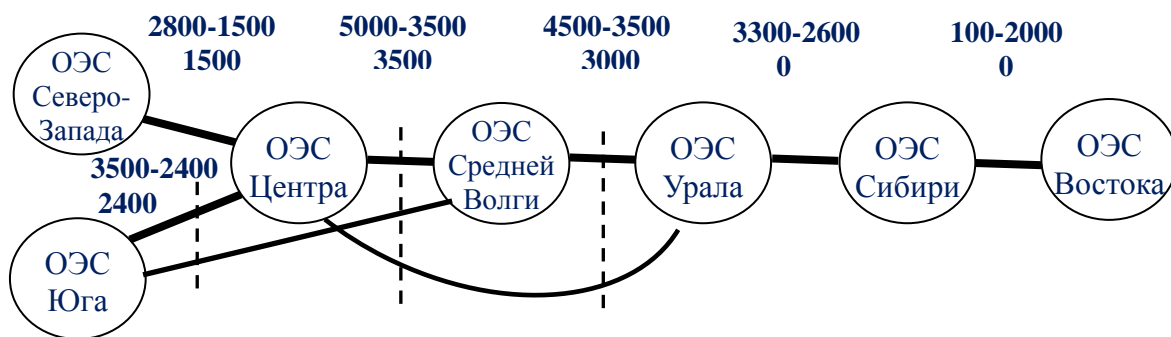 2800-1500
1500
5000-3500
3500
4500-3500
3000
3300-2600
0
100-2000
0
ОЭС
Северо-
Запада
3500-2400
2400
ОЭС
Юга
ОЭС
Центра
ОЭС
Средней
Волги
ОЭС
Урала
ОЭС
Сибири
ОЭС
Востока